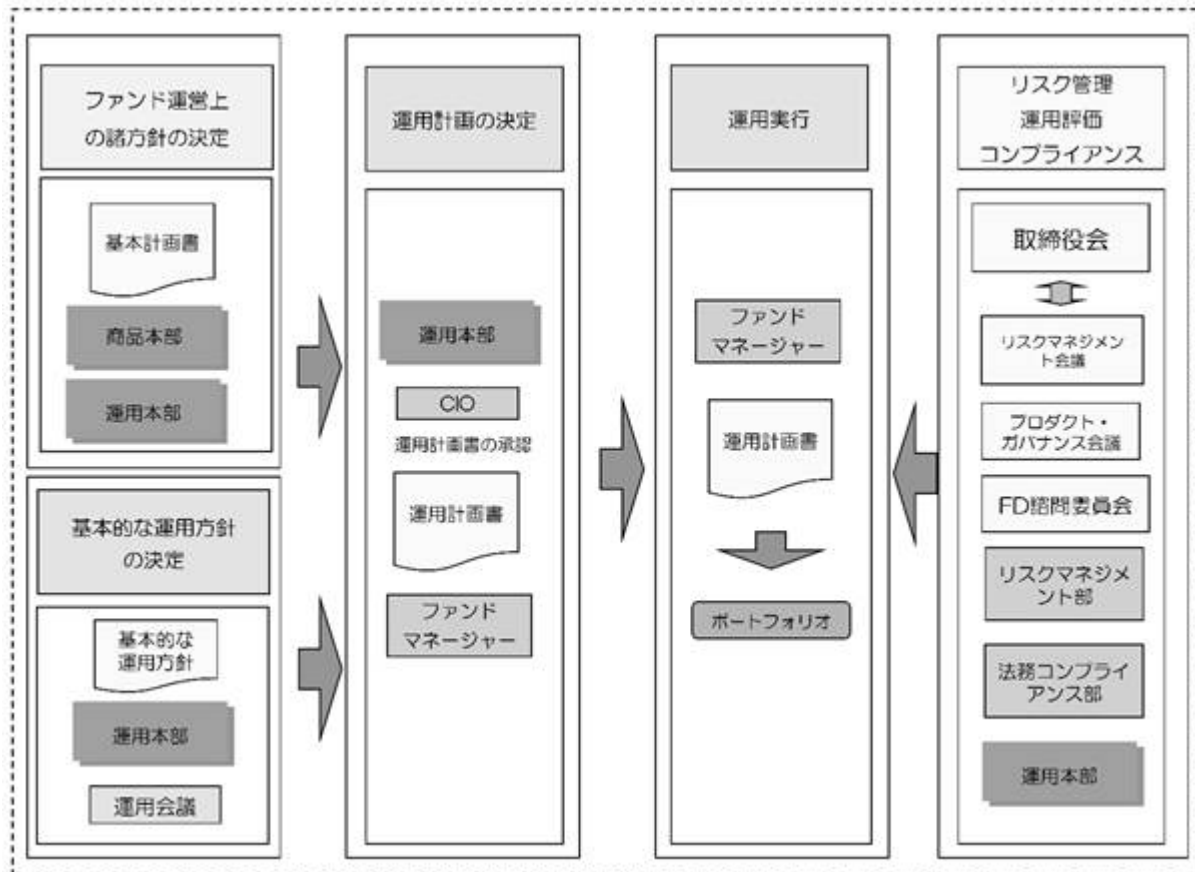 ファンド運営上
の諸方針の決定
基本計画書
商品本部
運用本部
基本的な運用方針
の決定
基本的な
運用方針
運用本部
運用会議
運用計画の決定
運用本部
CIO
運用計画書の承認
運用計画書
ファンド
マネージャー
運用実行
ファンド
マネージャー
運用計画書
ポートフォリオ
リスク管理
運用評価
コンプライアンス
取締役会
リスクマネジメン
ト会議
プロダクト・
ガバナンス会議
FD諮問委員会
リスクマネジメ
ント部
法務コンプライ
アンス部
運用本部